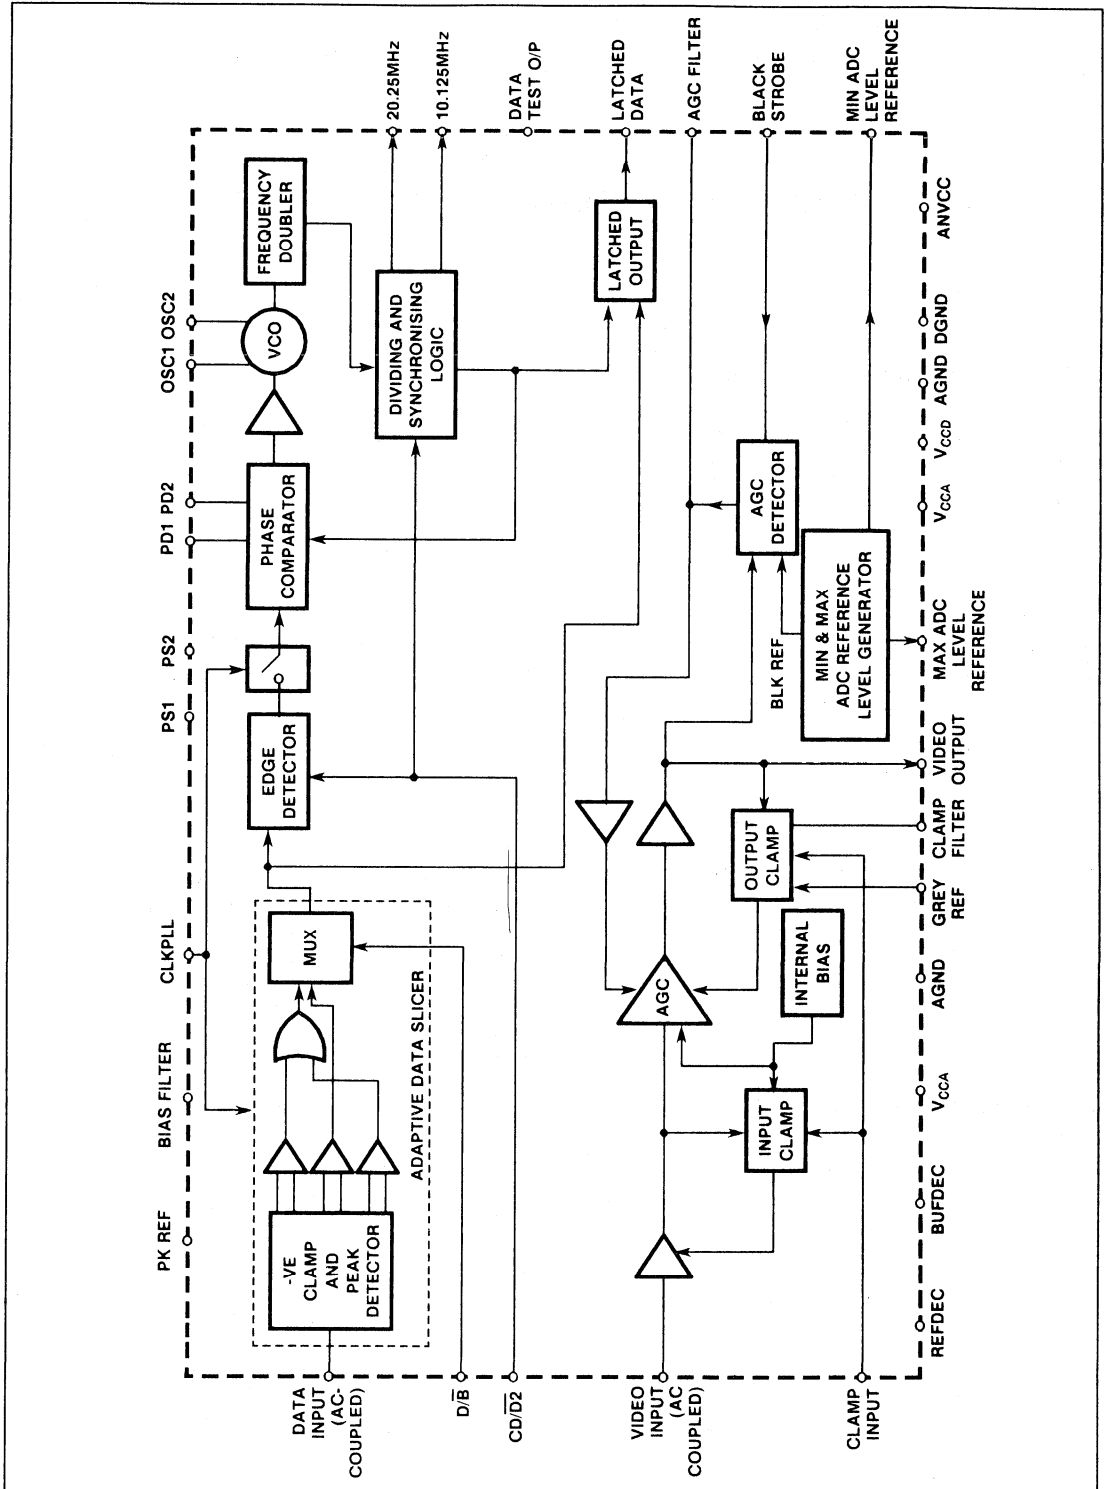 PK REF
BIAS FILTER
CLKPLL
PS1
PS2
PD1
PD2
OSC1
OSC2
-VE
CLAMP
AND
PEAK
DETECTOR
MUX
ADAPTIVE DATA SLICER
EDGE
DETECTOR
PHASE
COMPARATOR
VCO
FREQUENCY
DOUBLER
DIVIDING AND
SYNCHRONISING
LOGIC
LATCHED
OUTPUT
20.25MHz
10.125MHz
DATA
TEST O/P
LATCHED
DATA
AGC FILTER
BLACK
STROBE
MIN ADC
LEVEL
REFERENCE
DATA
INPUT
(AC-
COUPLED)
D/B̅
CD/D̅2̅
VIDEO
INPUT
(AC
COUPLED)
CLAMP
INPUT
AGC
INPUT
CLAMP
INTERNAL
BIAS
OUTPUT
CLAMP
AGC
DETECTOR
BLK REF
MIN & MAX
ADC REFERENCE
LEVEL GENERATOR
REFDEC
BUFDEC
VCCA
AGND
GREY
REF
CLAMP
FILTER
VIDEO
OUTPUT
MAX ADC
LEVEL
REFERENCE
VCCA
VCCD
AGND
DGND
ANVCC